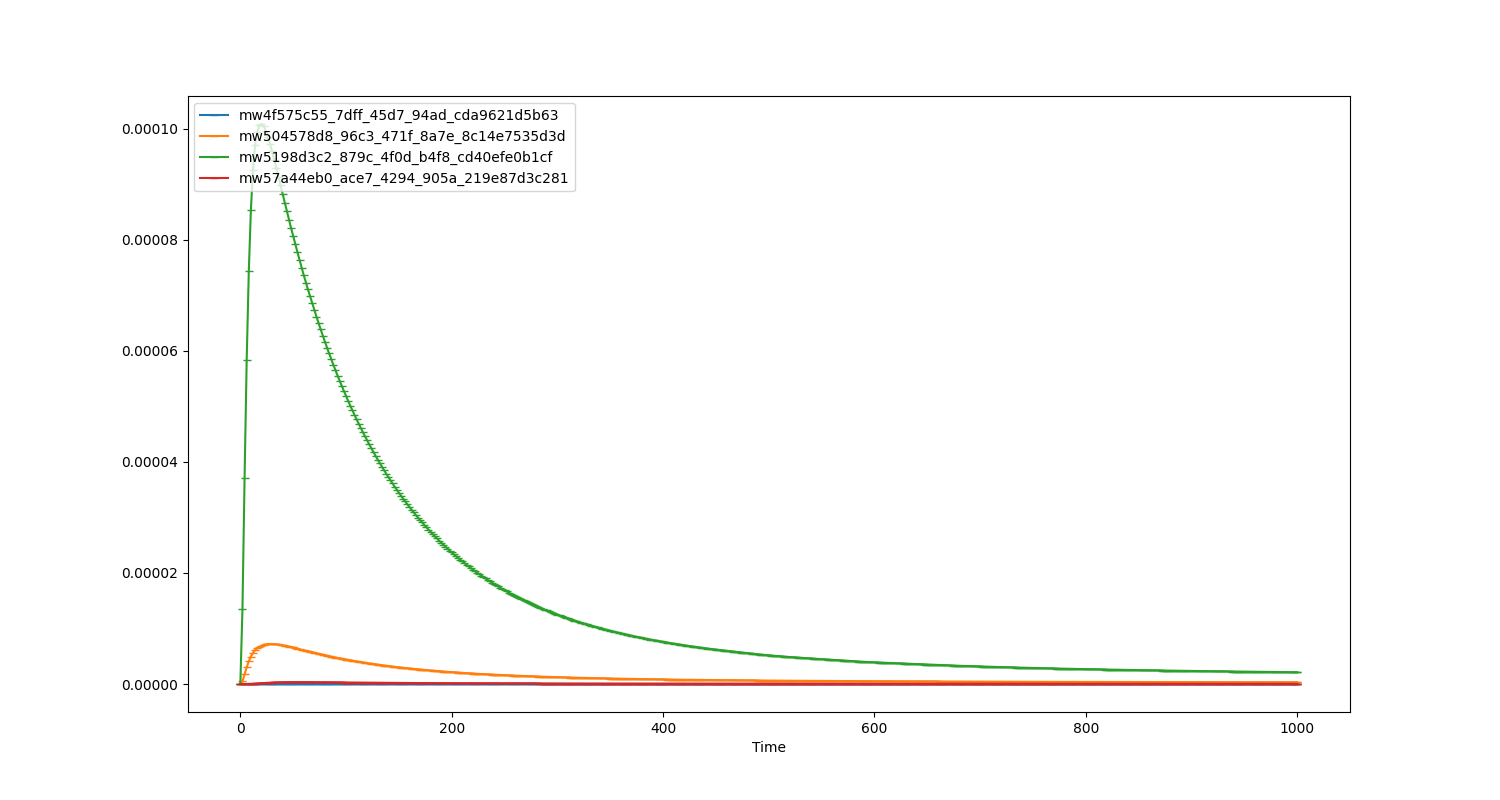 mw4f575c55_7dff_45d7_94ad_cda9621d5b63
mw504578d8_96c3_471f_8a7e_8c14e7535d3d
mw5198d3c2_879c_4f0d_b4f8_cd40efe0b1cf
mw57a44eb0_ace7_4294_905a_219e87d3c281
0.00010
0.00008
0.00006
0.00004
0.00002
0.00000
0 200 400 600 800 1000
Time